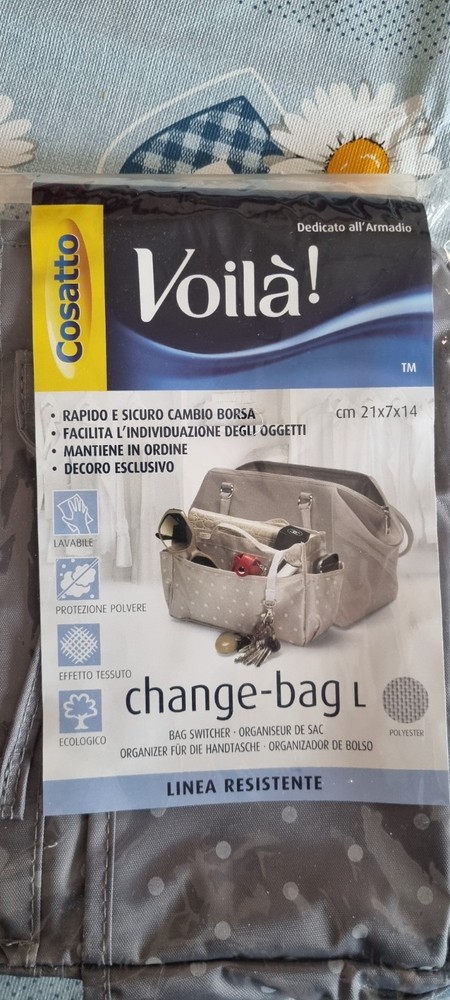 Cosatto
Dedicato all'Armadio
Voilà!
TM
• RAPIDO E SICURO CAMBIO BORSA
cm 21x7x14
• FACILITA L'INDIVIDUAZIONE DEGLI OGGETTI
• MANTIENE IN ORDINE
• DECORO ESCLUSIVO
LAVABILE
PROTEZIONE POLVERE
EFFETTO TESSUTO
ECOLOGICO
change-bag L
POLYESTER
BAG SWITCHER · ORGANISEUR DE SAC
ORGANIZER FÜR DIE HANDTASCHE · ORGANIZADOR DE BOLSO
LINEA RESISTENTE